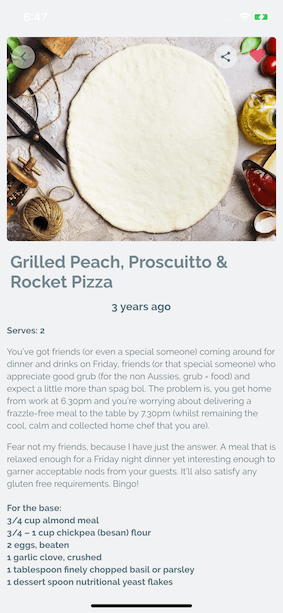 6:47
Grilled Peach, Proscuitto &
Rocket Pizza
3 years ago
Serves: 2
You've got friends (or even a special someone) coming around for
dinner and drinks on Friday, friends (or that special someone) who
appreciate good grub (for the non Aussies, grub = food) and
expect a little more than spag bol. The problem is, you get home
from work at 6.30pm and you're worrying about delivering a
frazzle-free meal to the table by 7.30pm (whilst remaining the
cool, calm and collected home chef that you are).
Fear not my friends, because I have just the answer. A meal that is
relaxed enough for a Friday night dinner yet interesting enough to
garner acceptable nods from your guests. It'll also satisfy any
gluten free requirements. Bingo!
For the base:
3/4 cup almond meal
3/4 – 1 cup chickpea (besan) flour
2 eggs, beaten
1 garlic clove, crushed
1 tablespoon finely chopped basil or parsley
1 dessert spoon nutritional yeast flakes